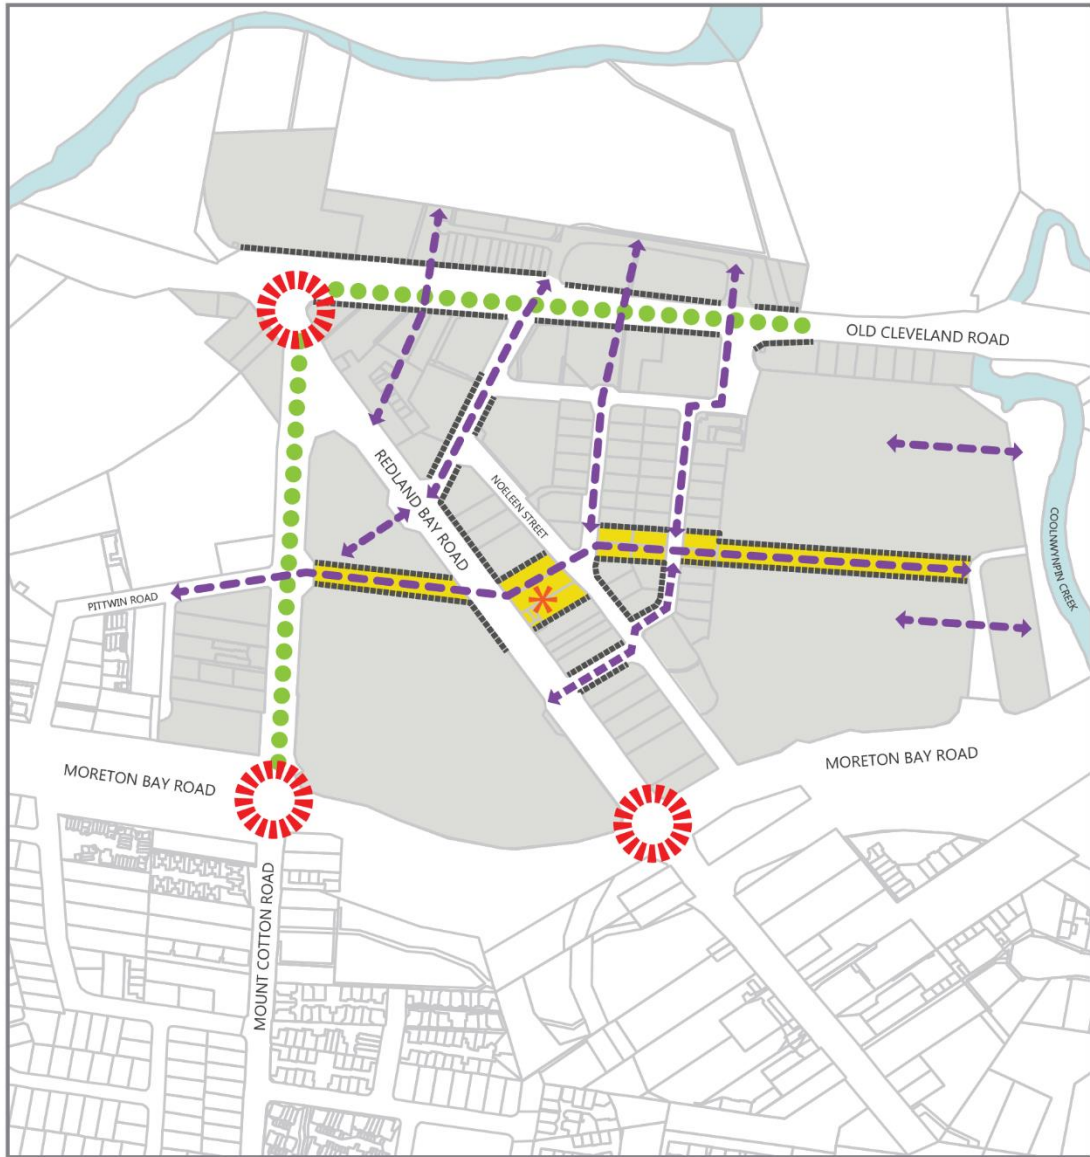 OLD CLEVELAND ROAD
REDLAND BAY ROAD
NOELEEN STREET
COOLNWYNPIN CREEK
PITTWIN ROAD
MORETON BAY ROAD
MORETON BAY ROAD
MOUNT COTTON ROAD